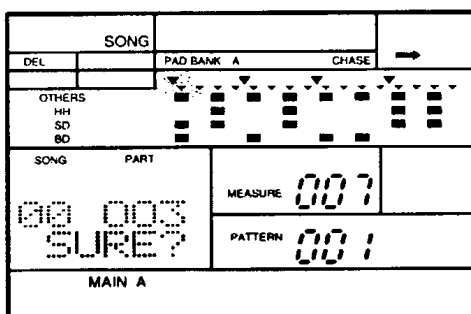 SONG
DEL PAD BANK A CHASE
OTHERS
HH
SD
BD
SONG PART
00 003
SURE?
MEASURE 007
PATTERN 001
MAIN A